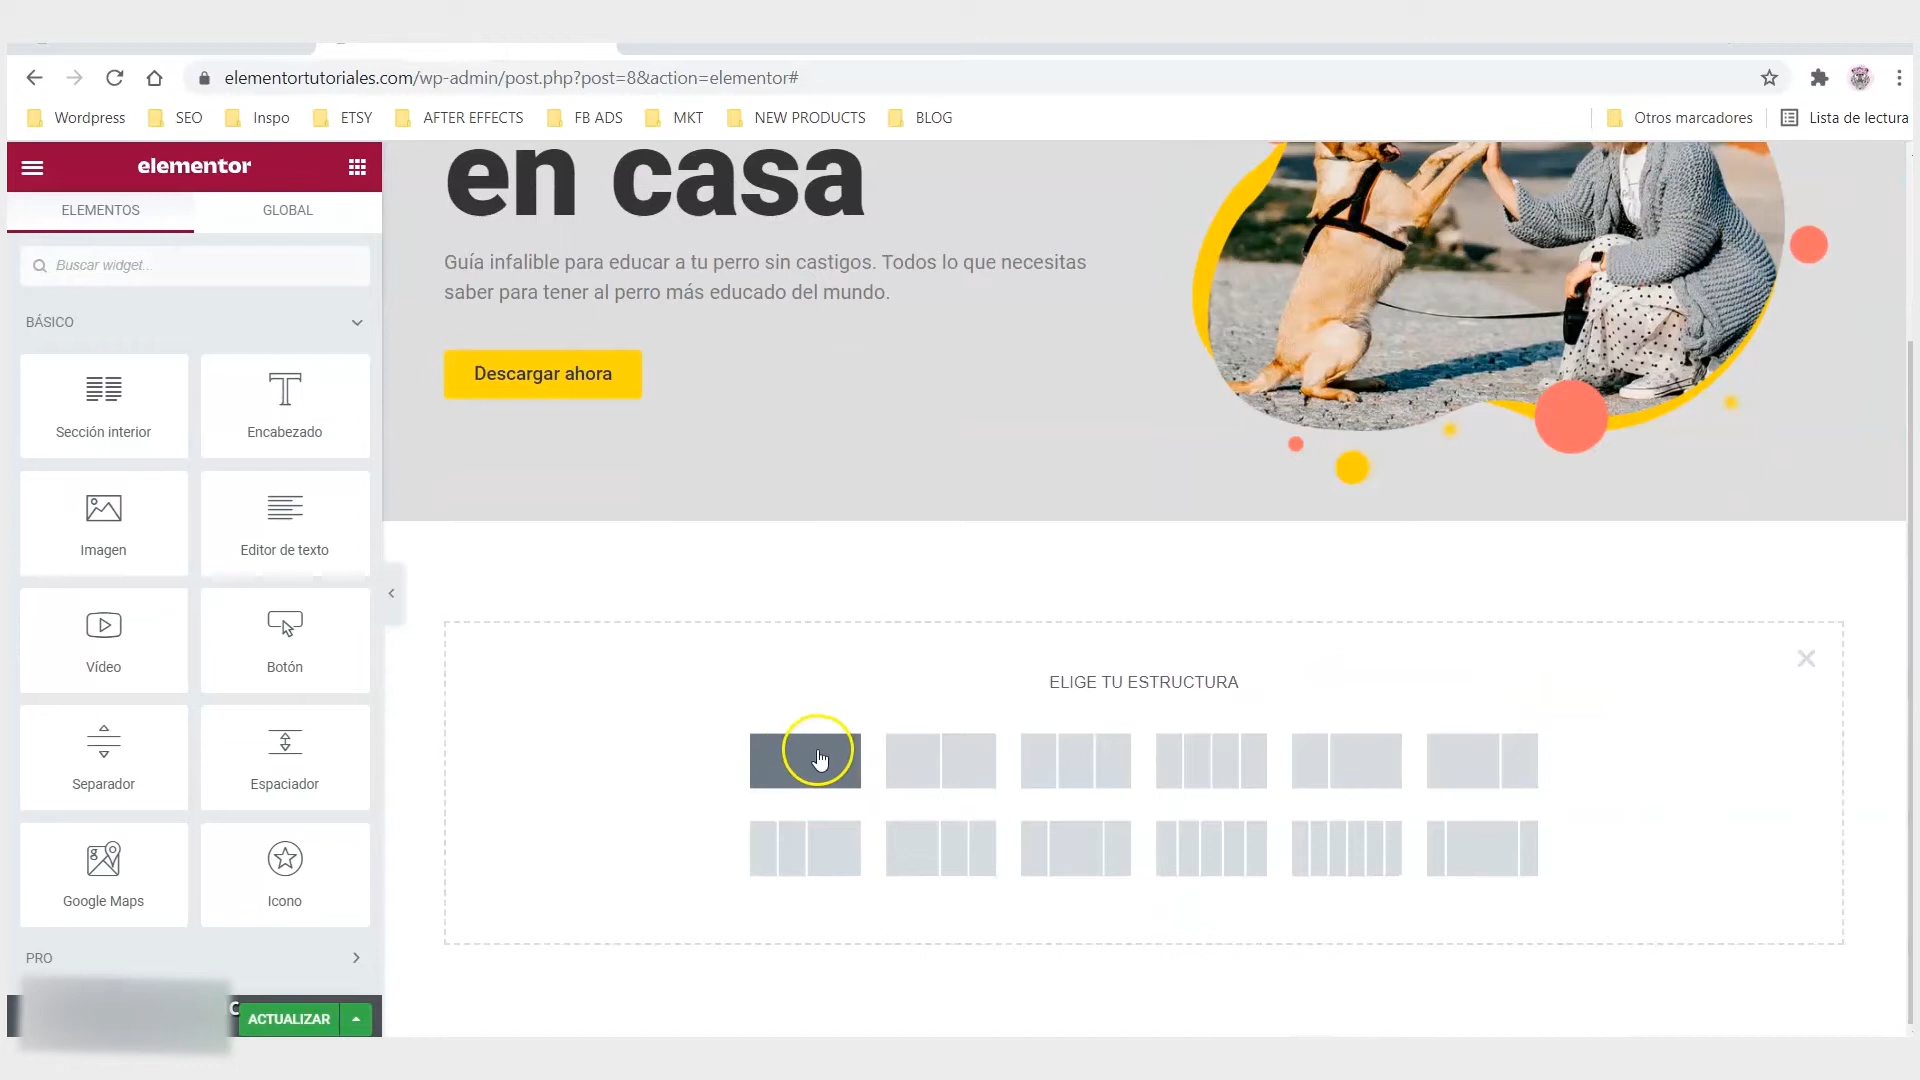 elementortutoriales.com/wp-admin/post.php?post=8&action=elementor#
Wordpress
SEO
Inspo
ETSY
AFTER EFFECTS
FB ADS
MKT
NEW PRODUCTS
BLOG
Otros marcadores
Lista de lectura
elementor
ELEMENTOS
GLOBAL
Buscar widget...
BÁSICO
Sección interior
Encabezado
Imagen
Editor de texto
Vídeo
Botón
Separador
Espaciador
Google Maps
Icono
PRO
ACTUALIZAR
en casa
Guía infalible para educar a tu perro sin castigos. Todos lo que necesitas
saber para tener al perro más educado del mundo.
Descargar ahora
ELIGE TU ESTRUCTURA